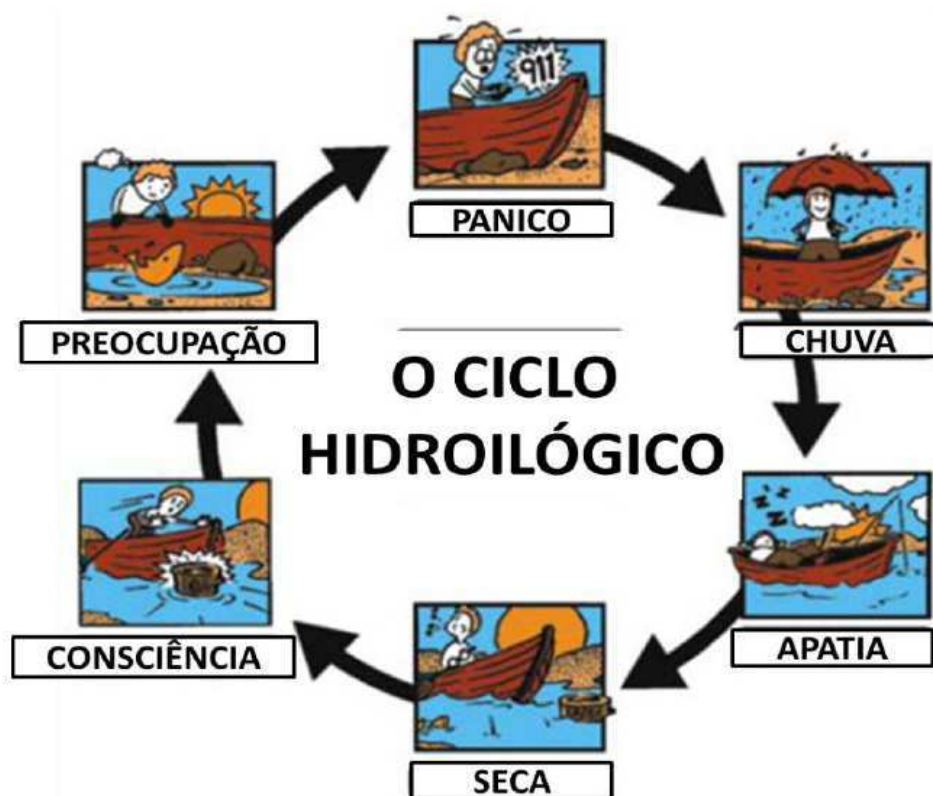 911
PANICO
CHUVA
PREOCUPAÇÃO
O CICLO
HIDROILÓGICO
Z Z Z
APATIA
CONSCIÊNCIA
SECA